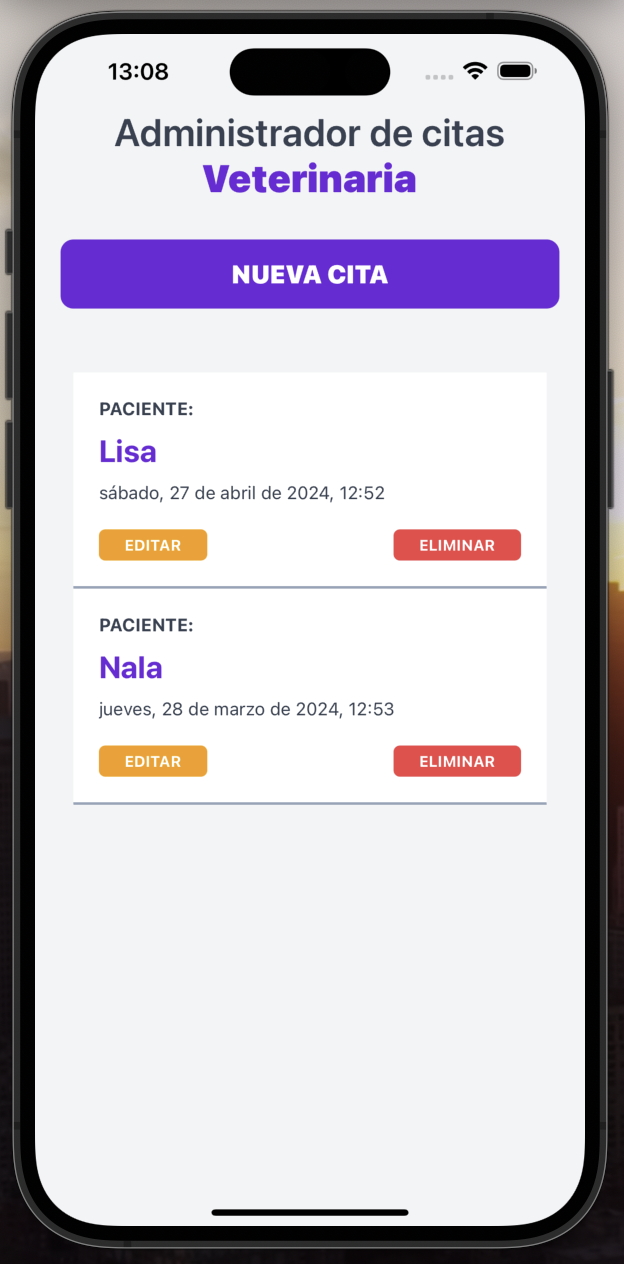 13:08
Administrador de citas
Veterinaria
NUEVA CITA
PACIENTE:
Lisa
sábado, 27 de abril de 2024, 12:52
EDITAR ELIMINAR
PACIENTE:
Nala
jueves, 28 de marzo de 2024, 12:53
EDITAR ELIMINAR